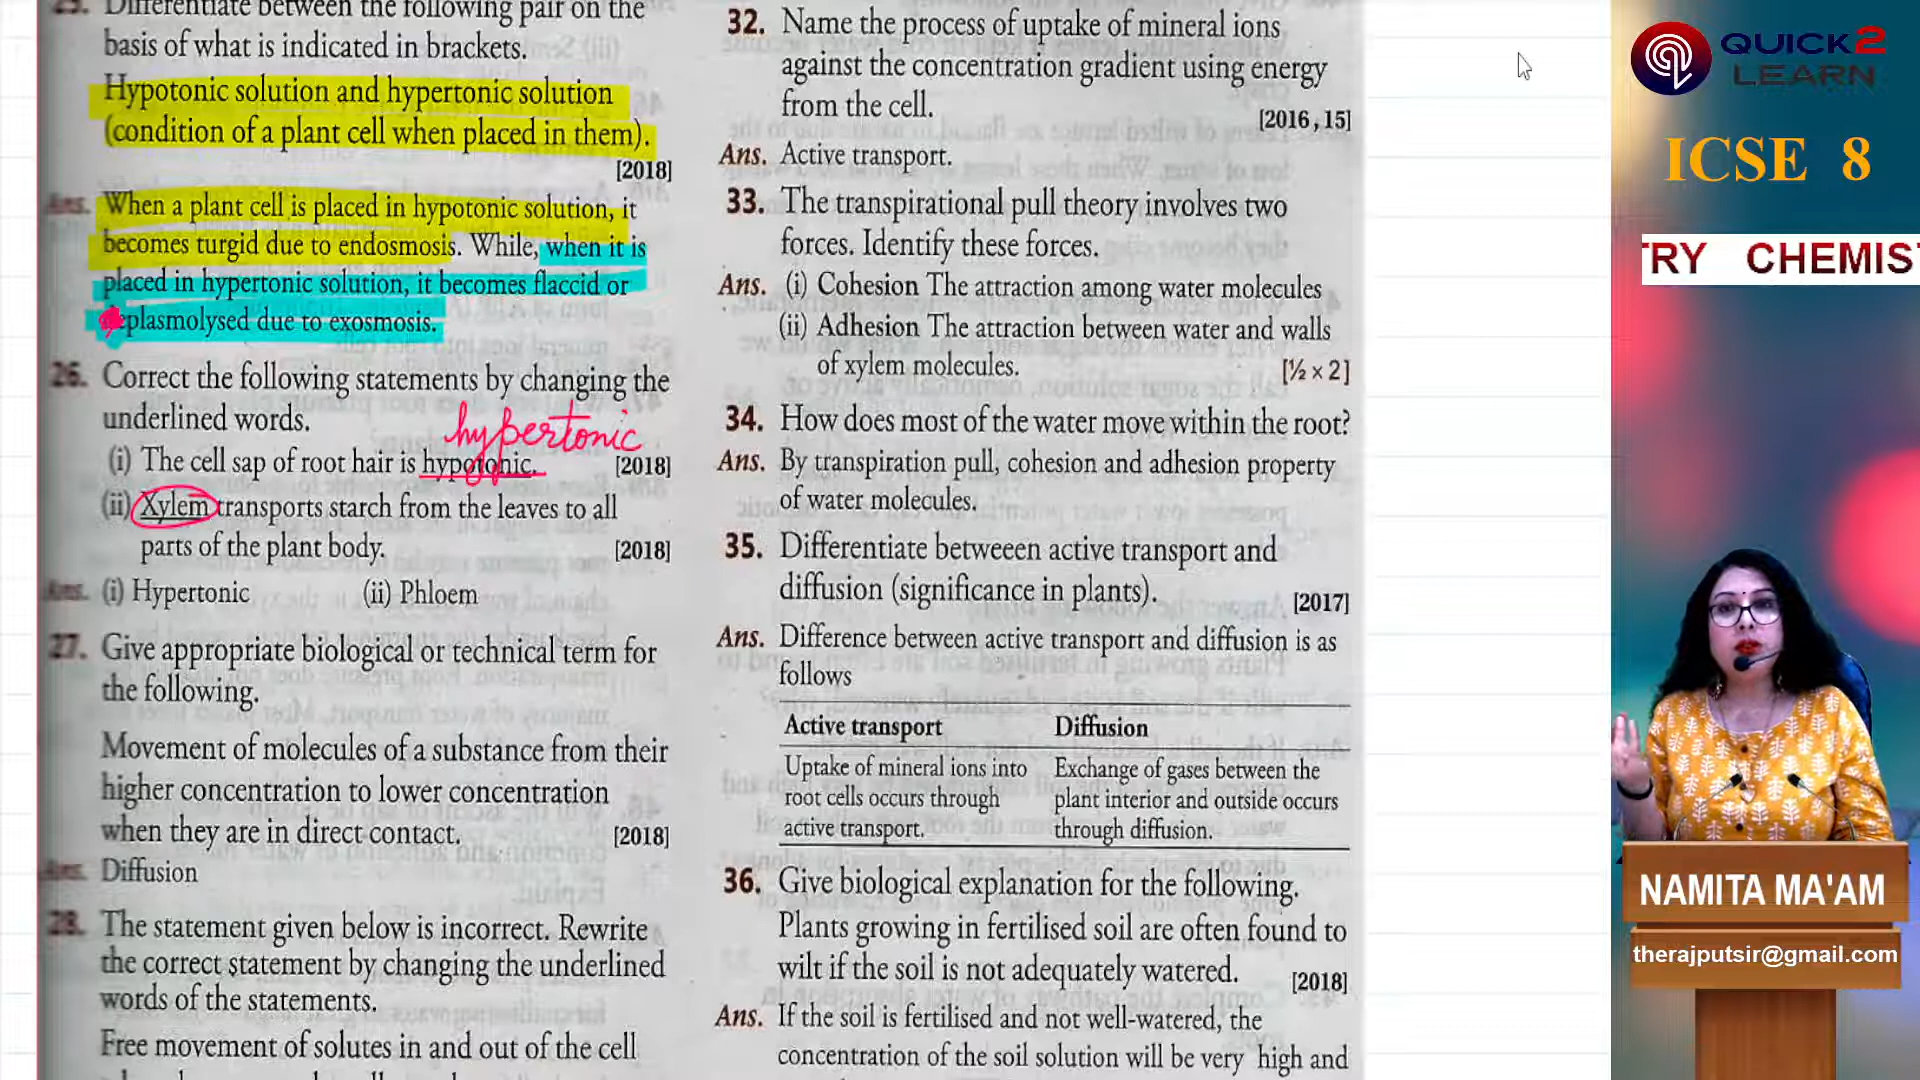 25. Differentiate between the following pair on the
basis of what is indicated in brackets.
Hypotonic solution and hypertonic solution
(condition of a plant cell when placed in them).
[2018]
Ans. When a plant cell is placed in hypotonic solution, it
becomes turgid due to endosmosis. While, when it is
placed in hypertonic solution, it becomes flaccid or
plasmolysed due to exosmosis.
26. Correct the following statements by changing the
underlined words.
hypertonic
(i) The cell sap of root hair is hypotonic. [2018]
(ii) Xylem transports starch from the leaves to all
parts of the plant body. [2018]
Ans. (i) Hypertonic (ii) Phloem
27. Give appropriate biological or technical term for
the following.
Movement of molecules of a substance from their
higher concentration to lower concentration
when they are in direct contact. [2018]
Ans. Diffusion
28. The statement given below is incorrect. Rewrite
the correct statement by changing the underlined
words of the statements.
Free movement of solutes in and out of the cell
32. Name the process of uptake of mineral ions
against the concentration gradient using energy
from the cell. [2016, 15]
Ans. Active transport.
33. The transpirational pull theory involves two
forces. Identify these forces.
Ans. (i) Cohesion The attraction among water molecules
(ii) Adhesion The attraction between water and walls
of xylem molecules. [½ × 2]
34. How does most of the water move within the root?
Ans. By transpiration pull, cohesion and adhesion property
of water molecules.
35. Differentiate betweeen active transport and
diffusion (significance in plants). [2017]
Ans. Difference between active transport and diffusion is as
follows
Active transport Diffusion
Uptake of mineral ions into Exchange of gases between the
root cells occurs through plant interior and outside occurs
active transport. through diffusion.
36. Give biological explanation for the following.
Plants growing in fertilised soil are often found to
wilt if the soil is not adequately watered. [2018]
Ans. If the soil is fertilised and not well-watered, the
concentration of the soil solution will be very high and
QUICK2
LEARN
ICSE 8
TRY CHEMIS
NAMITA MA'AM
therajputsir@gmail.com